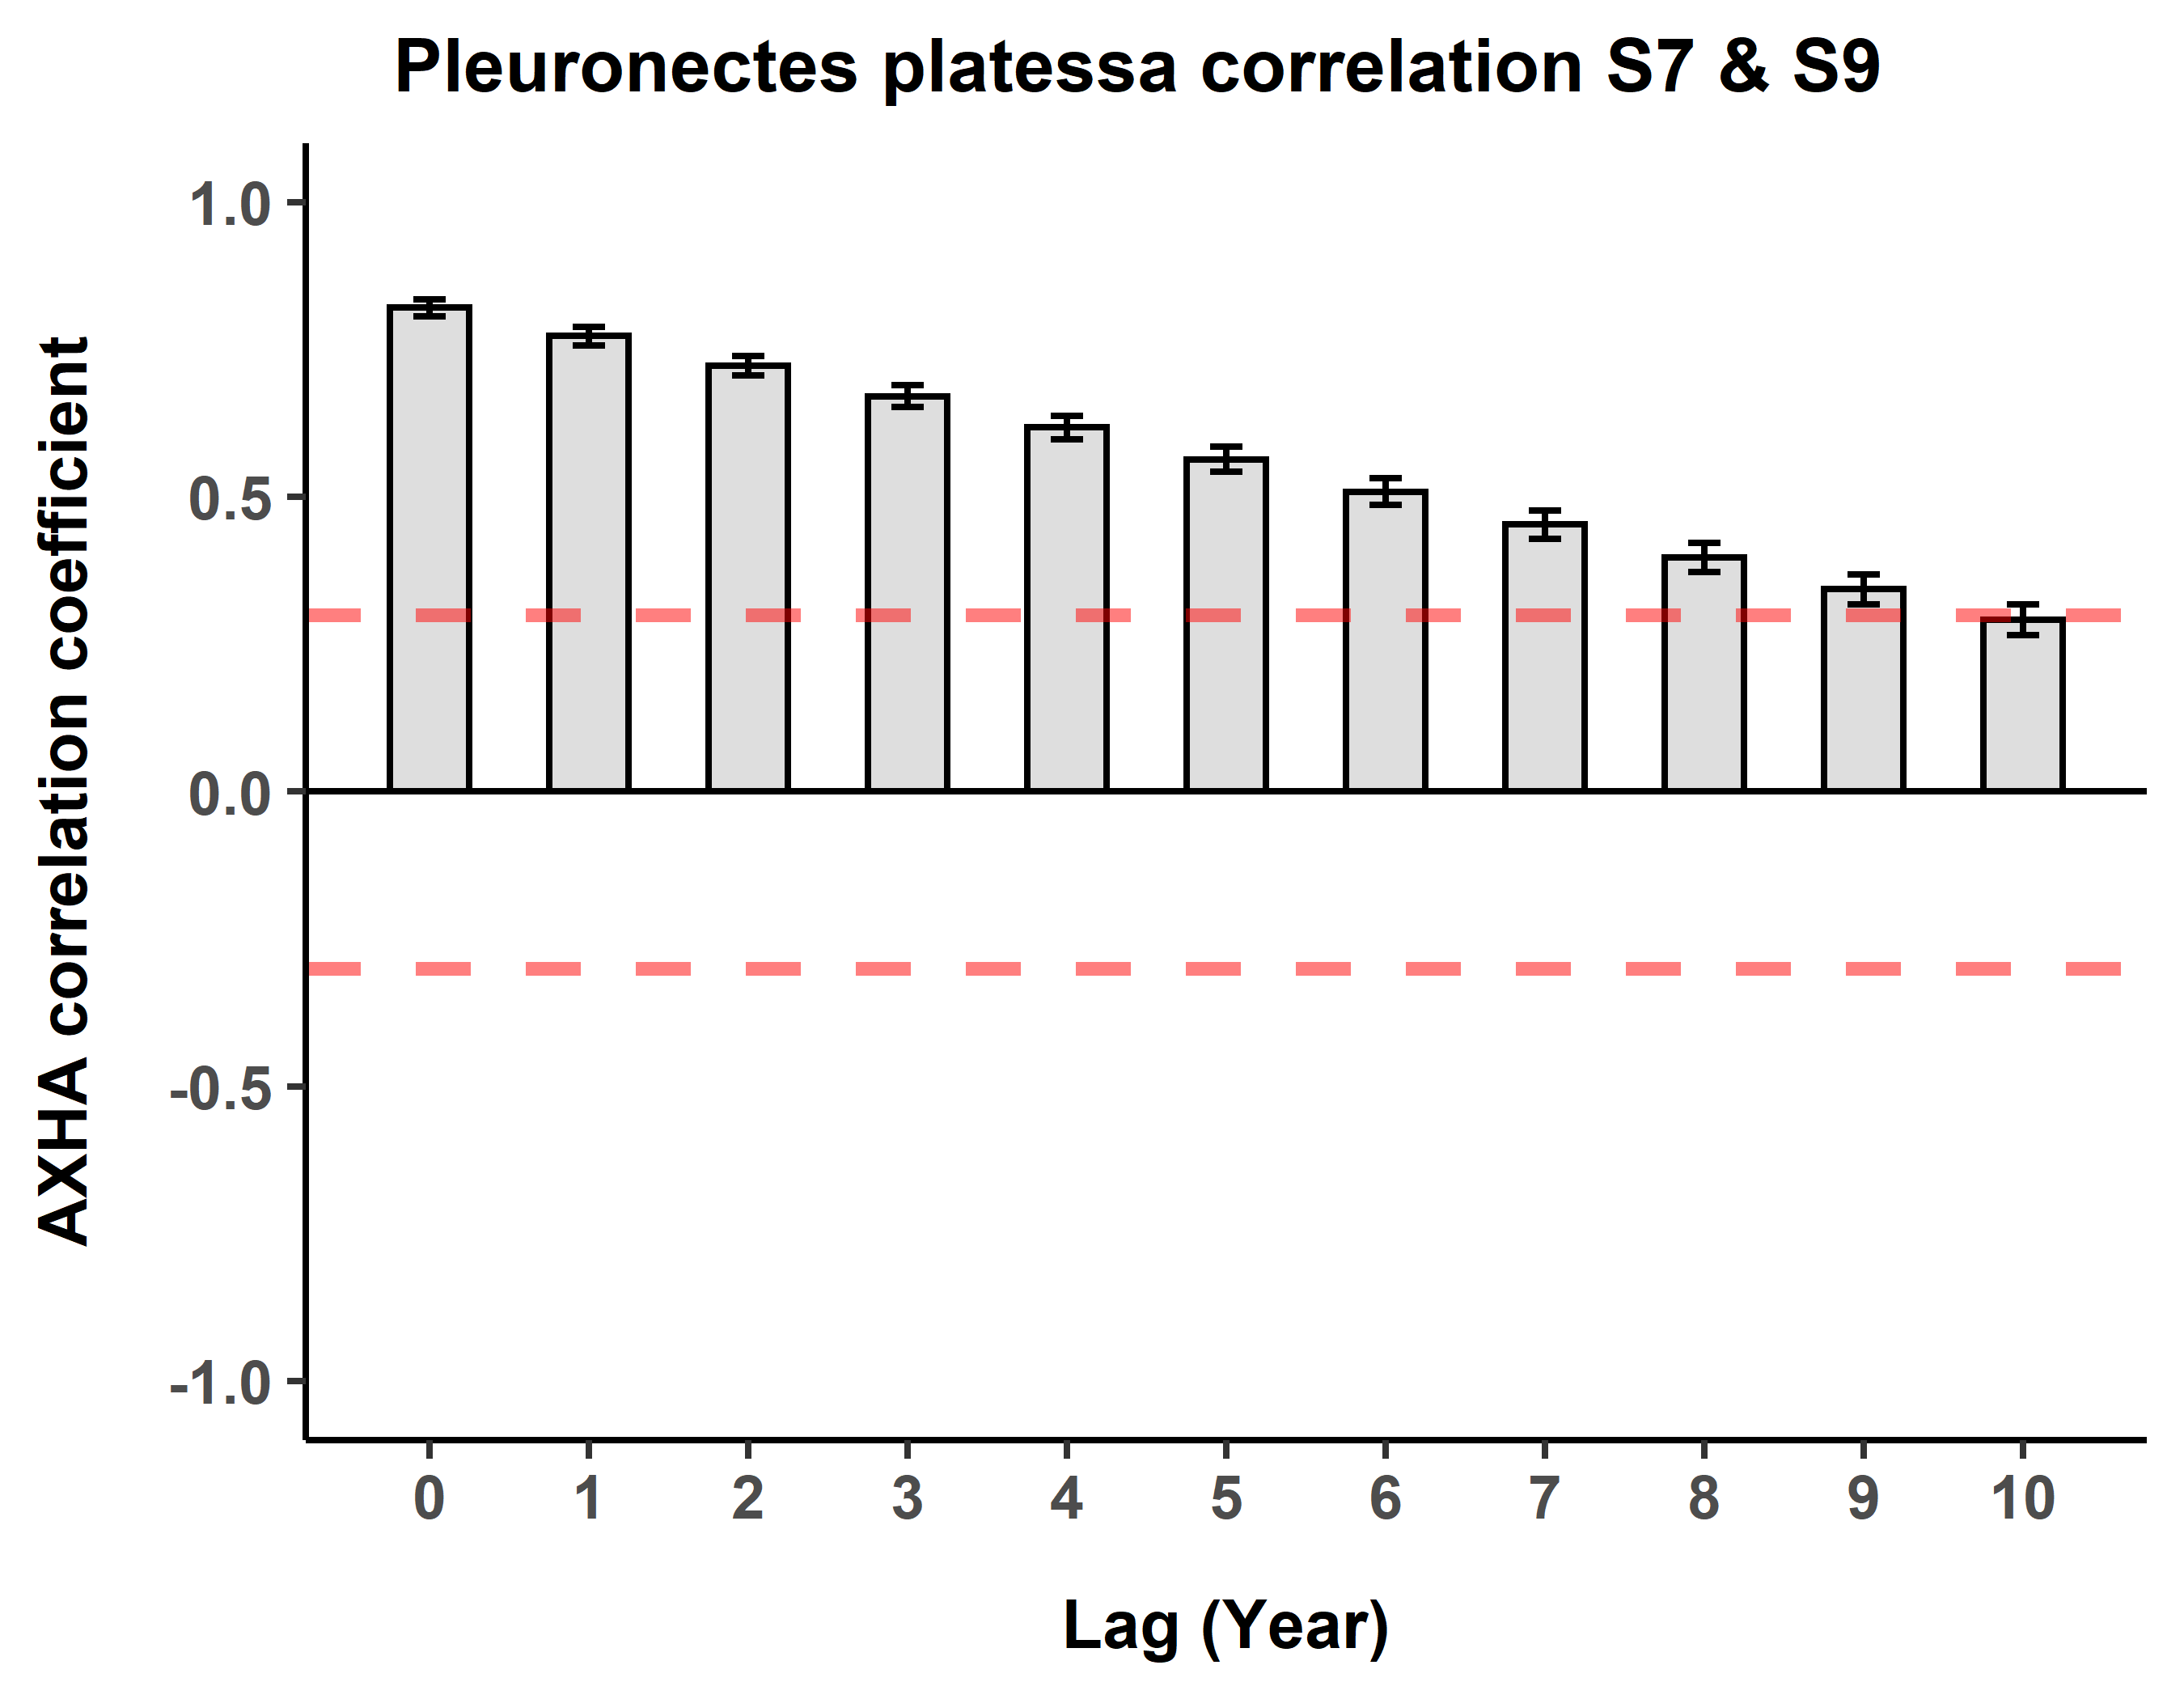 Pleuronectes platessa correlation S7 & S9
AXHA correlation coefficient
1.0
0.5
0.0
-0.5
-1.0
0 1 2 3 4 5 6 7 8 9 10
Lag (Year)